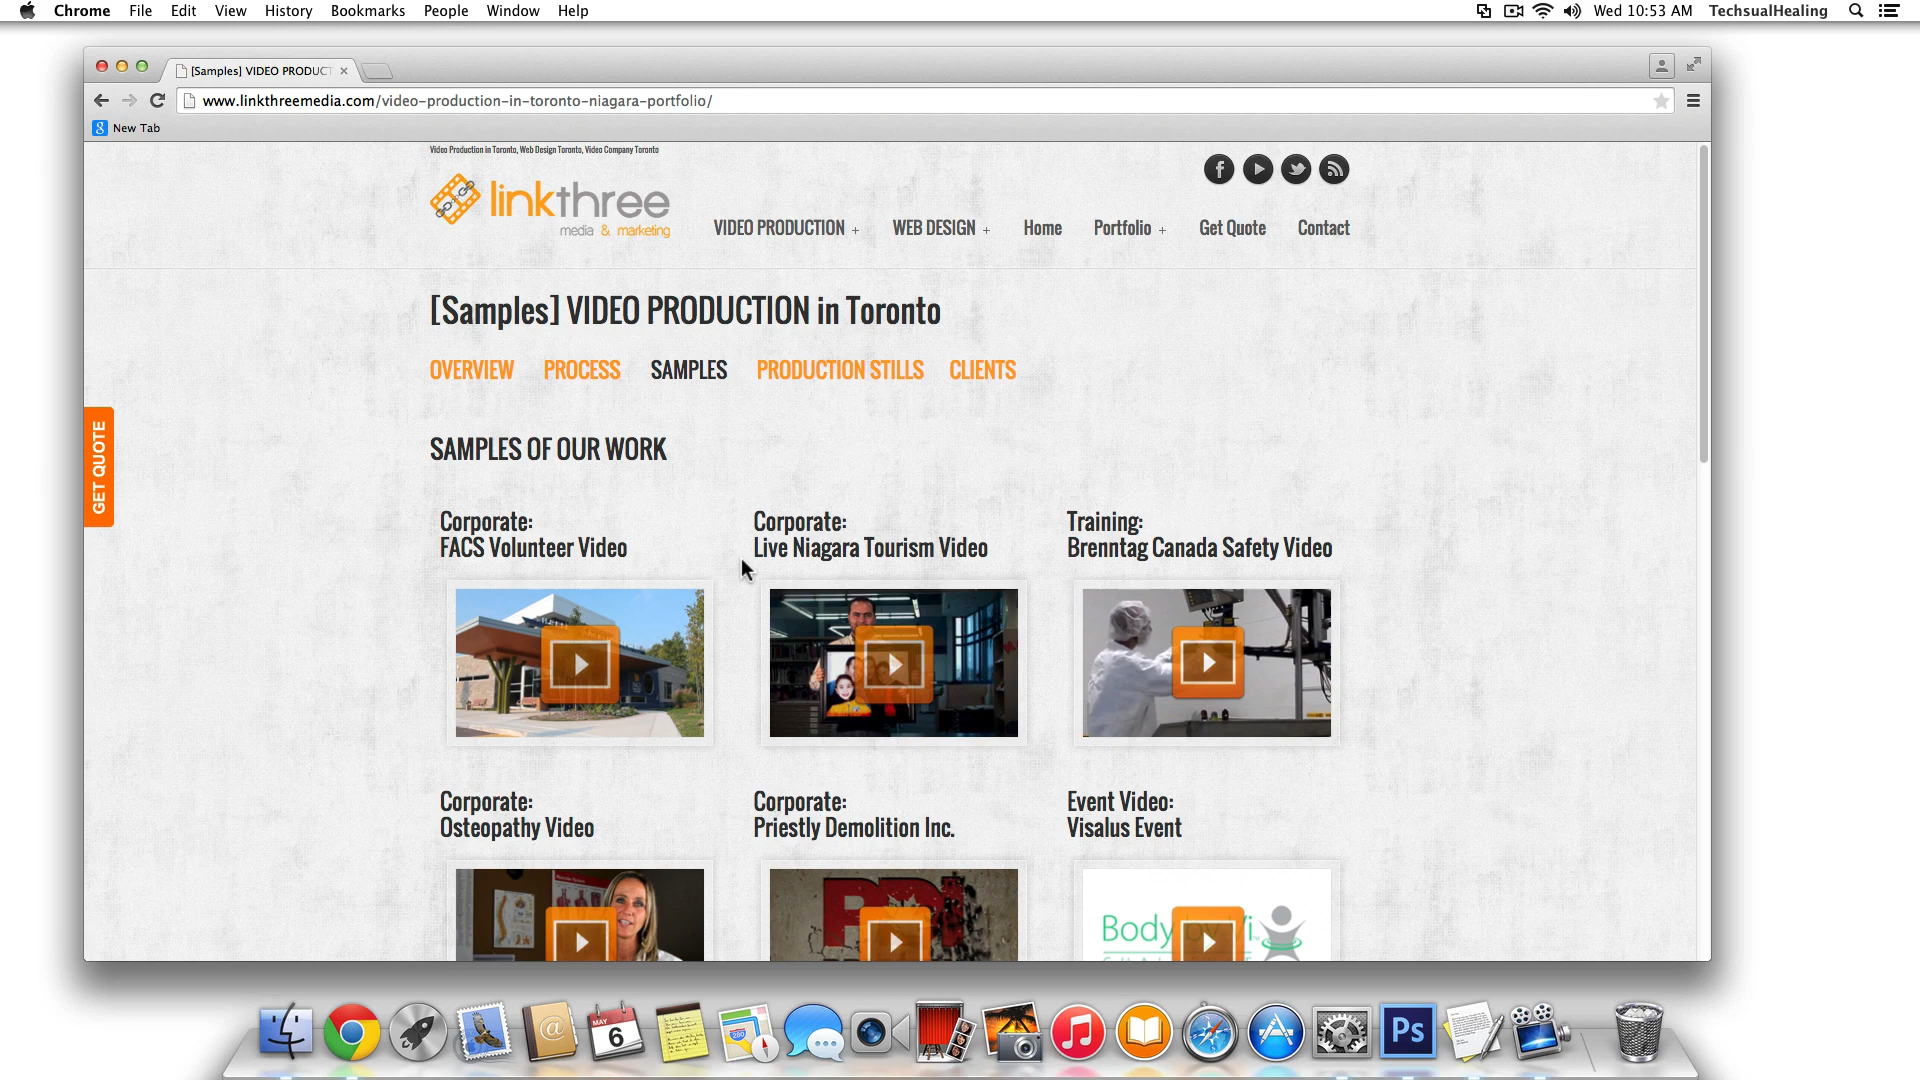 Chrome File Edit View History Bookmarks People Window Help Wed 10:53 AM TechsualHealing
[Samples] VIDEO PRODUCT
www.linkthreemedia.com/video-production-in-toronto-niagara-portfolio/
8 New Tab
Video Production in Toronto, Web Design Toronto, Video Company Toronto
linkthree
media & marketing
VIDEO PRODUCTION + WEB DESIGN + Home Portfolio + Get Quote Contact
[Samples] VIDEO PRODUCTION in Toronto
OVERVIEW PROCESS SAMPLES PRODUCTION STILLS CLIENTS
GET QUOTE
SAMPLES OF OUR WORK
Corporate:
FACS Volunteer Video
Corporate:
Live Niagara Tourism Video
Training:
Brenntag Canada Safety Video
Corporate:
Osteopathy Video
Corporate:
Priestly Demolition Inc.
Event Video:
Visalus Event
PDI
Body by Vi
MAY
6
280
Ps